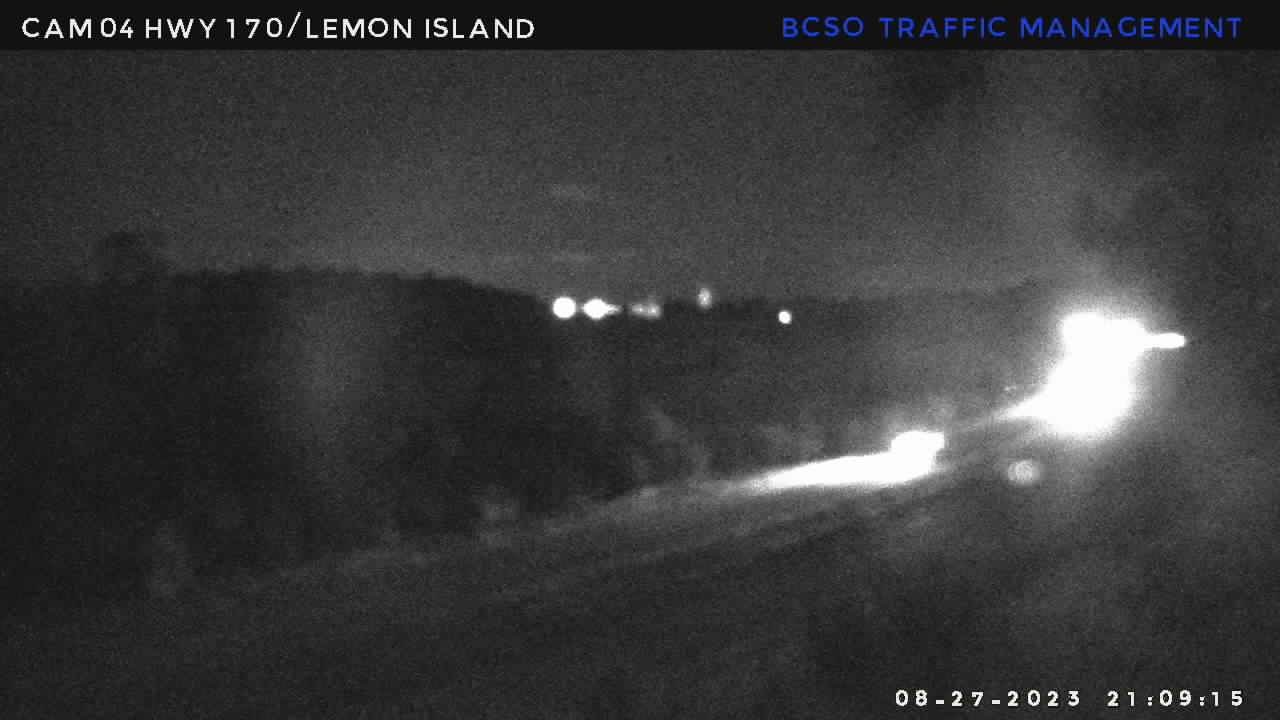 CAM04 HWY 170/LEMON ISLAND
BCSO TRAFFIC MANAGEMENT
08-27-2023 21:09:15